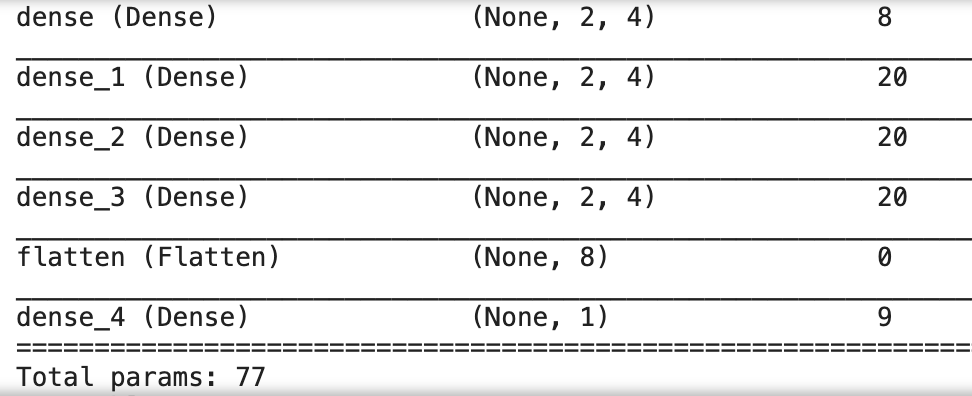 dense (Dense) (None, 2, 4) 8
dense_1 (Dense) (None, 2, 4) 20
dense_2 (Dense) (None, 2, 4) 20
dense_3 (Dense) (None, 2, 4) 20
flatten (Flatten) (None, 8) 0
dense_4 (Dense) (None, 1) 9
Total params: 77